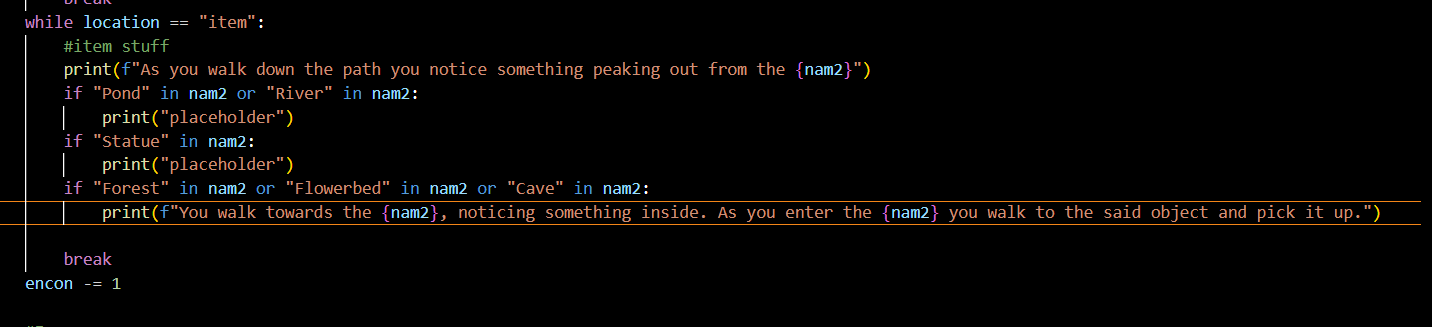 break
while location == "item":
#item stuff
print(f"As you walk down the path you notice something peaking out from the {nam2}")
if "Pond" in nam2 or "River" in nam2:
print("placeholder")
if "Statue" in nam2:
print("placeholder")
if "Forest" in nam2 or "Flowerbed" in nam2 or "Cave" in nam2:
print(f"You walk towards the {nam2}, noticing something inside. As you enter the {nam2} you walk to the said object and pick it up.")
break
encon -= 1